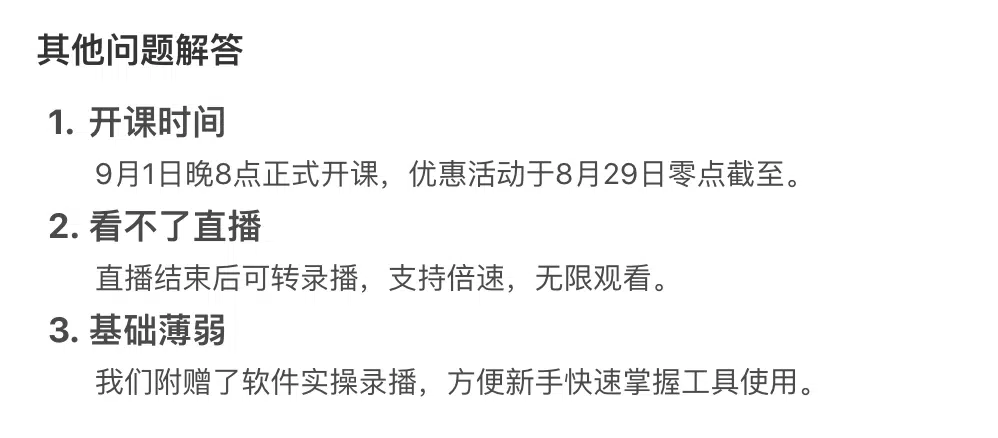 其他问题解答
1. 开课时间
9月1日晚8点正式开课，优惠活动于8月29日零点截至。
2. 看不了直播
直播结束后可转录播，支持倍速，无限观看。
3. 基础薄弱
我们附赠了软件实操录播，方便新手快速掌握工具使用。